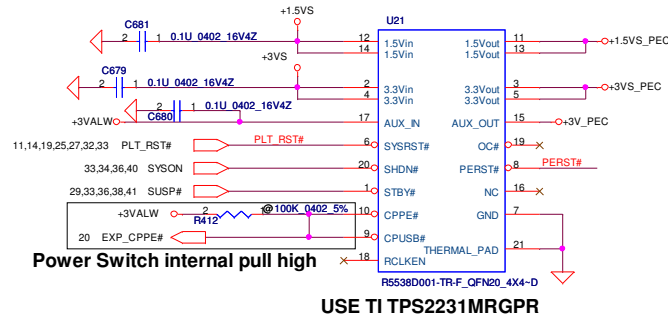 +1.5VS
U21
C681
2 1 0.1U_0402_16V4Z
12 1.5Vin 1.5Vout 11 +1.5VS_PEC
14 1.5Vin 1.5Vout 13
+3VS
C679
2 1 0.1U_0402_16V4Z
2 3.3Vin 3.3Vout 3 +3VS_PEC
4 3.3Vin 3.3Vout 5
2 1 0.1U_0402_16V4Z
C680
+3VALW 17 AUX_IN AUX_OUT 15 +3V_PEC
11,14,19,25,27,32,33 PLT_RST# PLT_RST# 6 SYSRST# OC# 19
33,34,36,40 SYSON 20 SHDN# PERST# 8 PERST#
29,33,36,38,41 SUSP# 1 STBY# NC 16
@100K_0402_5%
+3VALW 2 1 10 CPPE# GND 7
R412
20 EXP_CPPE# 9 CPUSB#
THERMAL_PAD 21
Power Switch internal pull high
18 RCLKEN
R5538D001-TR-F_QFN20_4X4~D
USE TI TPS2231MRGPR